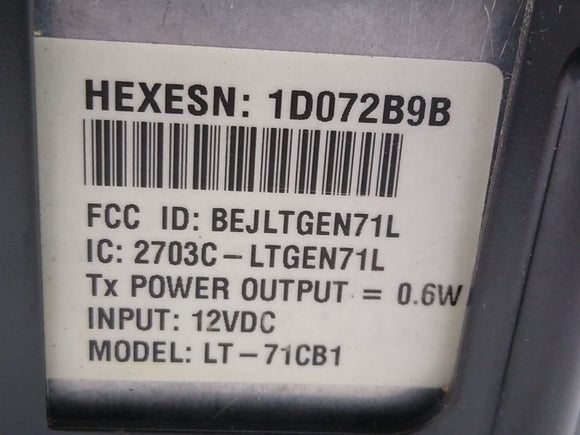 HEXESN: 1D072B9B
FCC ID: BEJLTGEN71L
IC: 2703C-LTGEN71L
Tx POWER OUTPUT = 0.6W
INPUT: 12VDC
MODEL: LT-71CB1